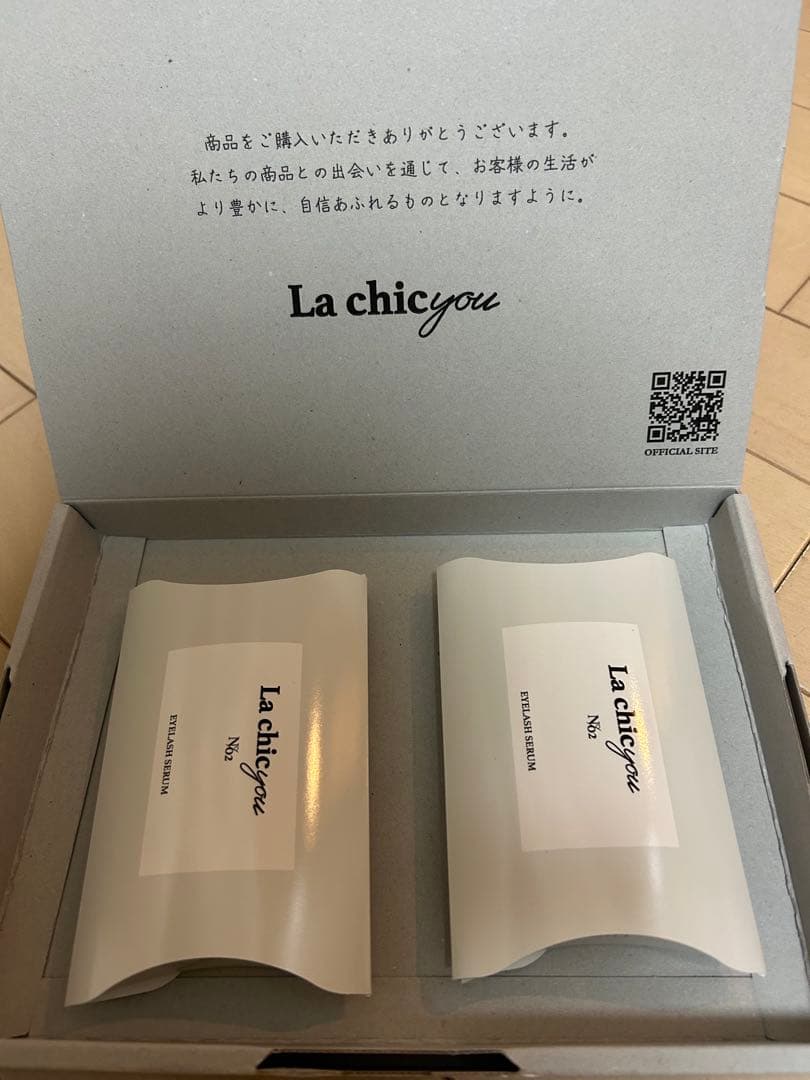 商品をご購入いただきありがとうございます。
私たちの商品との出会いを通じて、お客様の生活が
より豊かに、自信あふれるものとなりますように。
La chicyou
OFFICIAL SITE
La chicyou
No2
EYELASH SERUM
La chicyou
No2
EYELASH SERUM